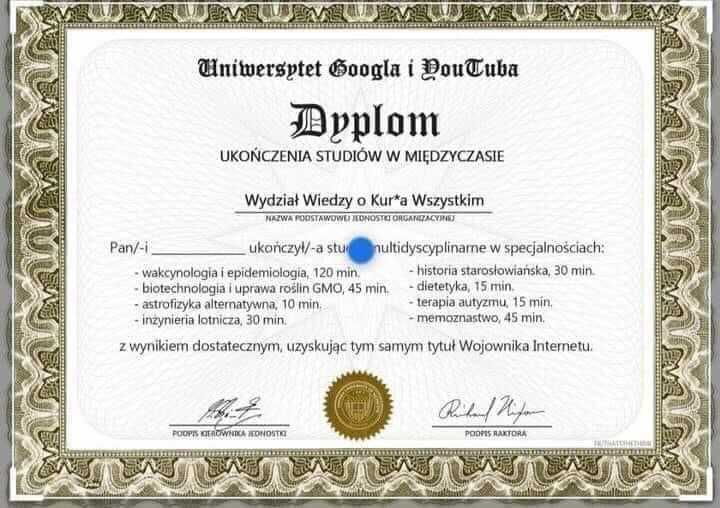 Uniwersytet Googla i YouTuba
Dyplom
UKOŃCZENIA STUDIÓW W MIĘDZYCZASIE
Wydział Wiedzy o Kur*a Wszystkim
NAZWA PODSTAWOWEJ JEDNOSTKI ORGANIZACYJNEJ
Pan/-i ______________ ukończył/-a multidyscyplinarne w specjalnościach:
- wakcynologia i epidemiologia, 120 min.
- biotechnologia i uprawa roślin GMO, 45 min.
- astrofizyka alternatywna, 10 min.
- inżynieria lotnicza, 30 min.
- historia starosłowiańska, 30 min.
- dietetyka, 15 min.
- terapia autyzmu, 15 min.
- memoznastwo, 45 min.
z wynikiem dostatecznym, uzyskując tym samym tytuł Wojownika Internetu.
Richard Nixon
PODPIS KIEROWNIKA JEDNOSTKI
PODPIS RAKTORA